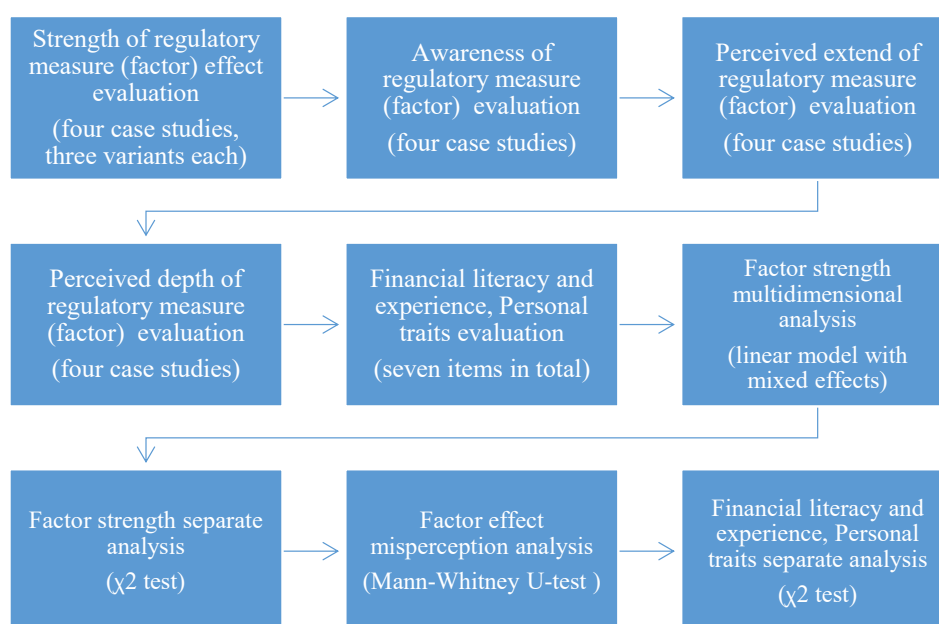 Strength of regulatory
measure (factor) effect
evaluation
(four case studies,
three variants each)
Awareness of
regulatory measure
(factor) evaluation
(four case studies)
Perceived extend of
regulatory measure
(factor) evaluation
(four case studies)
Perceived depth of
regulatory measure
(factor) evaluation
(four case studies)
Financial literacy and
experience, Personal
traits evaluation
(seven items in total)
Factor strength
multidimensional
analysis
(linear model with
mixed effects)
Factor strength separate
analysis
(χ2 test)
Factor effect
misperception analysis
(Mann-Whitney U-test )
Financial literacy and
experience, Personal
traits separate analysis
(χ2 test)